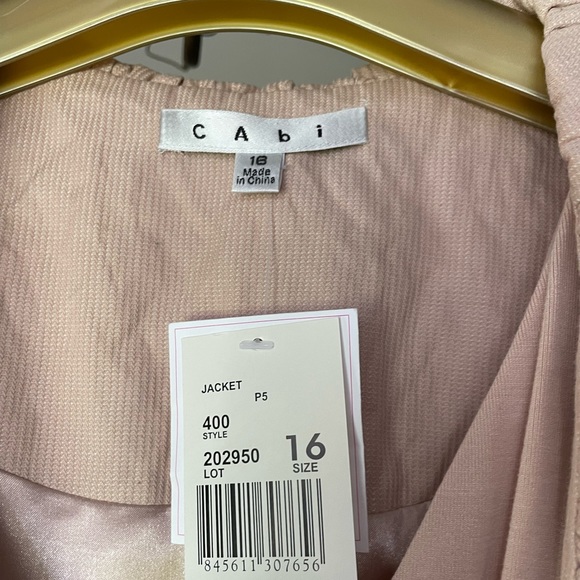 CAbi
16
Made
in China
JACKET
P5
400
STYLE
202950
LOT
16
SIZE
845611 307656